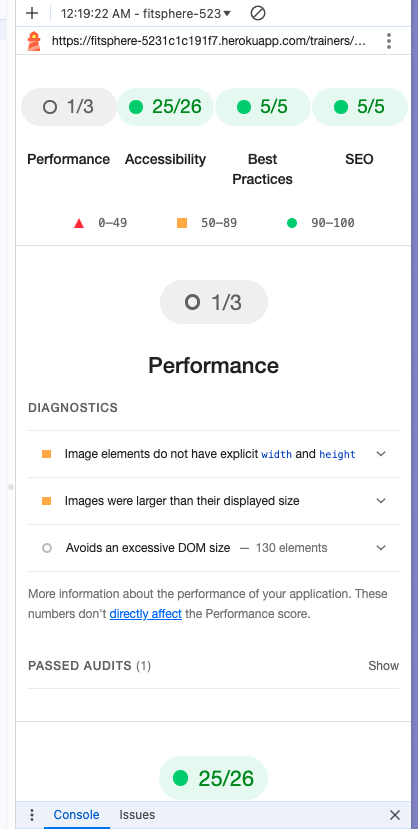 12:19:22 AM - fitsphere-523
https://fitsphere-5231c1c191f7.herokuapp.com/trainers/...
1/3 25/26 5/5 5/5
Performance Accessibility Best Practices SEO
0–49 50–89 90–100
1/3
Performance
DIAGNOSTICS
Image elements do not have explicit width and height
Images were larger than their displayed size
Avoids an excessive DOM size — 130 elements
More information about the performance of your application. These
numbers don't directly affect the Performance score.
PASSED AUDITS (1) Show
25/26
Console Issues